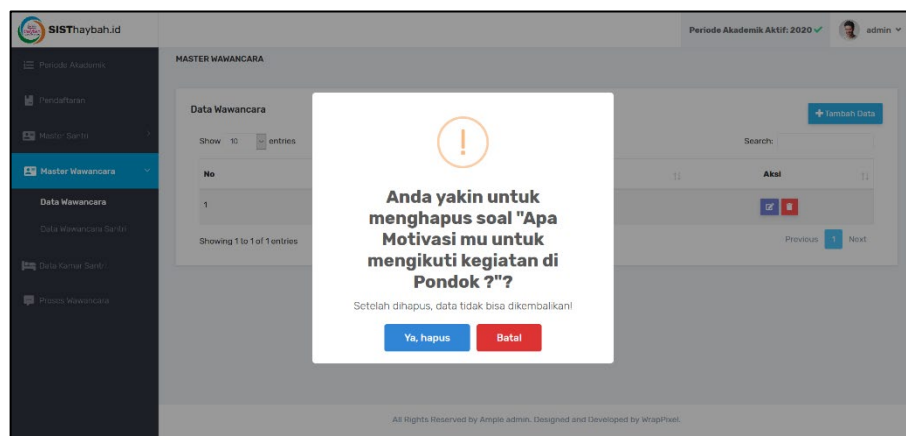 SISThaybah.id
Periode Akademik Aktif: 2020
admin
Periode Akademik
MASTER WAWANCARA
Pendaftaran
Data Wawancara
Tambah Data
Master Santri
Show 10 entries
Search:
Master Wawancara
No
Aksi
Data Wawancara
1
Data Wawancara Santri
Showing 1 to 1 of 1 entries
Previous 1 Next
Data Kamar Santri
Proses Wawancara
!
Anda yakin untuk
menghapus soal "Apa
Motivasi mu untuk
mengikuti kegiatan di
Pondok ?"?
Setelah dihapus, data tidak bisa dikembalikan!
Ya, hapus
Batal
All Rights Reserved by Ample admin. Designed and Developed by WrapPixel.